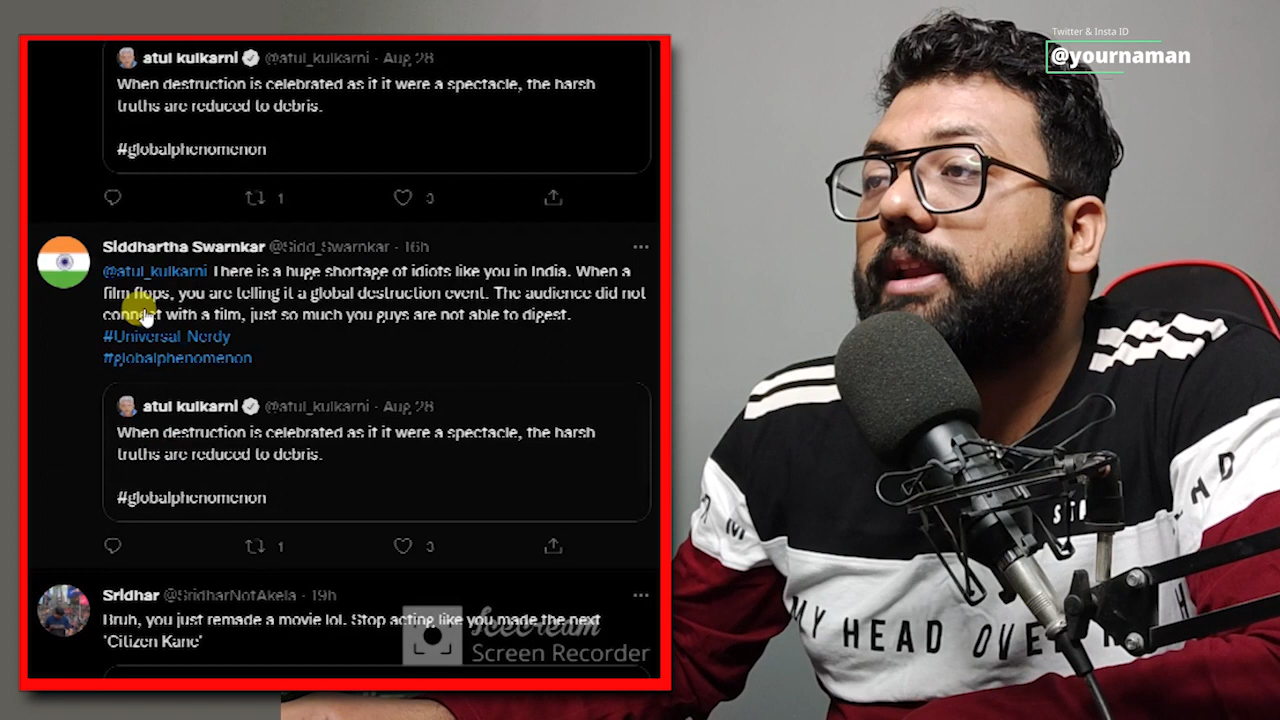 Twitter & Insta ID
@yournaman
atul kulkarni @atul_kulkarni · Aug 28
When destruction is celebrated as if it were a spectacle, the harsh
truths are reduced to debris.
#globalphenomenon
1 3
Siddhartha Swarnkar @Sidd_Swarnkar · 16h
@atul_kulkarni There is a huge shortage of idiots like you in India. When a
film flops, you are telling it a global destruction event. The audience did not
connect with a film, just so much you guys are not able to digest.
#Universal_Nerdy
#globalphenomenon
atul kulkarni @atul_kulkarni · Aug 28
When destruction is celebrated as if it were a spectacle, the harsh
truths are reduced to debris.
#globalphenomenon
1 3
Sridhar @SridharNotAkela · 19h
Bruh, you just remade a movie lol. Stop acting like you made the next
'Citizen Kane'
Icecream
Screen Recorder
MY HEAD OVE